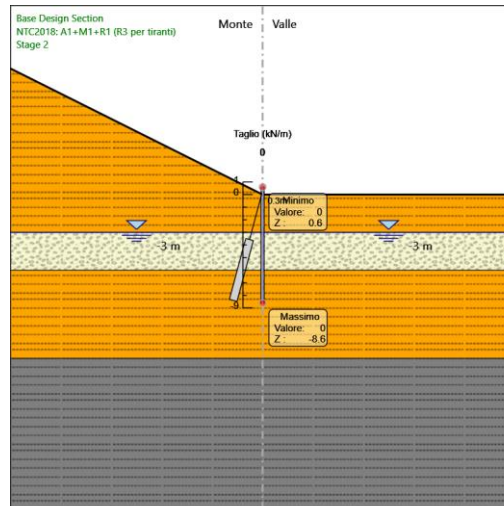 Base Design Section
NTC2018: A1+M1+R1 (R3 per tiranti)
Stage 2
Monte
Valle
Taglio (kN/m)
0
1
0
0.3m
Minimo
Valore: 0
Z : 0.6
-3 m
-3 m
-9
Massimo
Valore: 0
Z : -8.6